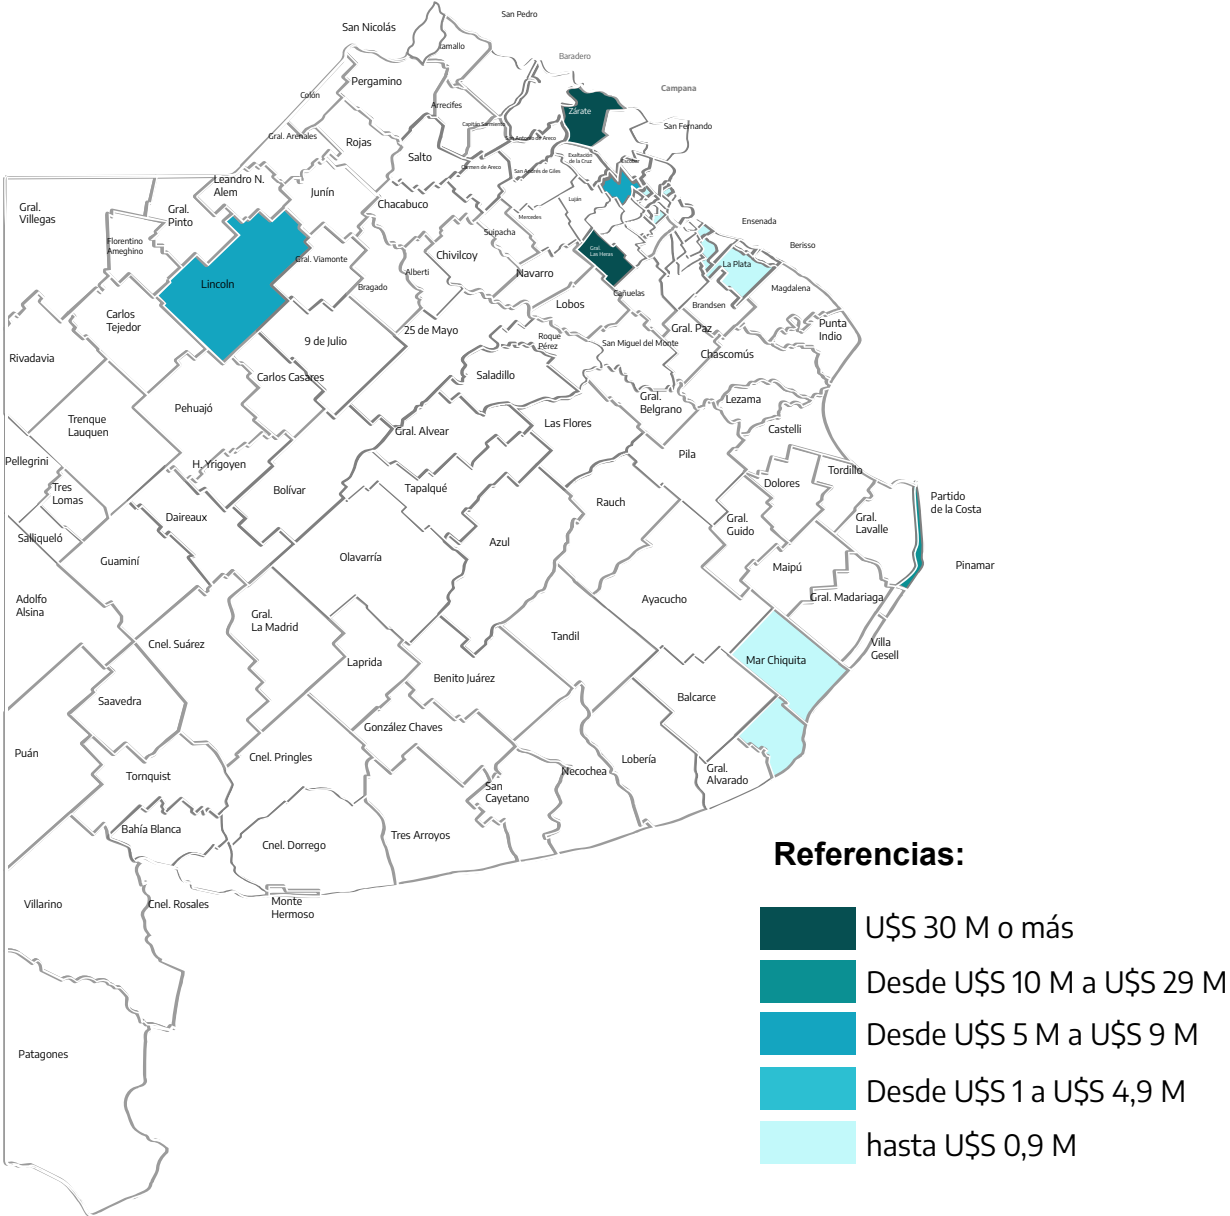 San Pedro
San Nicolás
Ramallo
Baradero
Pergamino
Campana
Colón
Arrecifes
Zárate
Capitán Sarmiento
San Fernando
Gral. Arenales
Rojas
San Antonio de Areco
Salto
Exaltación
de la Cruz
Escobar
Carmen de Areco
San Andrés de Giles
Leandro N.
Alem
Junín
Chacabuco
Luján
Gral.
Villegas
Gral.
Pinto
Mercedes
Ensenada
Suipacha
Florentino
Ameghino
Berisso
Gral.
Las Heras
Chivilcoy
Gral. Viamonte
La Plata
Alberti
Navarro
Lincoln
Bragado
Cañuelas
Magdalena
Lobos
Brandsen
Carlos
Tejedor
25 de Mayo
Gral. Paz
Punta
Indio
9 de Julio
Roque
Pérez
San Miguel del Monte
Rivadavia
Chascomús
Carlos Casares
Saladillo
Gral.
Belgrano
Lezama
Pehuajó
Trenque
Lauquen
Las Flores
Gral. Alvear
Castelli
Pila
Pellegrini
H. Yrigoyen
Tordillo
Dolores
Tres
Lomas
Bolívar
Tapalqué
Rauch
Partido
de la Costa
Daireaux
Gral.
Guido
Gral.
Lavalle
Salliqueló
Azul
Guaminí
Olavarría
Maipú
Pinamar
Adolfo
Alsina
Ayacucho
Gral. Madariaga
Gral.
La Madrid
Tandil
Cnel. Suárez
Villa
Gesell
Laprida
Mar Chiquita
Benito Juárez
Saavedra
Balcarce
González Chaves
Puán
Cnel. Pringles
Lobería
Tornquist
Necochea
Gral.
Alvarado
San
Cayetano
Bahía Blanca
Tres Arroyos
Cnel. Dorrego
Villarino
Cnel. Rosales
Monte
Hermoso
Patagones
Referencias:
U$S 30 M o más
Desde U$S 10 M a U$S 29 M
Desde U$S 5 M a U$S 9 M
Desde U$S 1 a U$S 4,9 M
hasta U$S 0,9 M